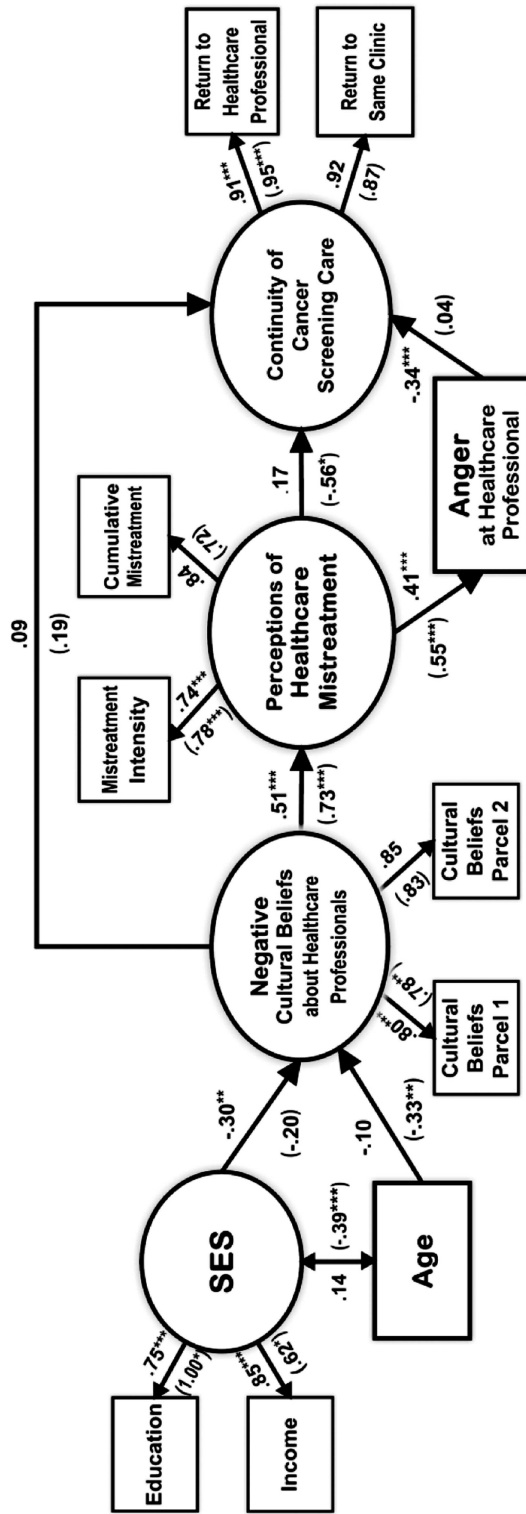 Education
Income
.75***
(1.00*)
.85***
(.62*)
SES
.14
(-.39***)
Age
-.30**
(-.20)
-.10
(-.33**)
Negative
Cultural Beliefs
about Healthcare
Professionals
.80***
(.78**)
Cultural
Beliefs
Parcel 1
.85
(.83)
Cultural
Beliefs
Parcel 2
.09
(.19)
.51***
(.73***)
Mistreatment
Intensity
.74***
(.78***)
Cumulative
Mistreatment
.84
(.72)
Perceptions of
Healthcare
Mistreatment
.17
(-.56*)
.41***
(.55***)
Anger
at Healthcare
Professional
-.34***
(.04)
Continuity of
Cancer
Screening Care
.91***
(.95***)
Return to
Healthcare
Professional
.92
(.87)
Return to
Same Clinic